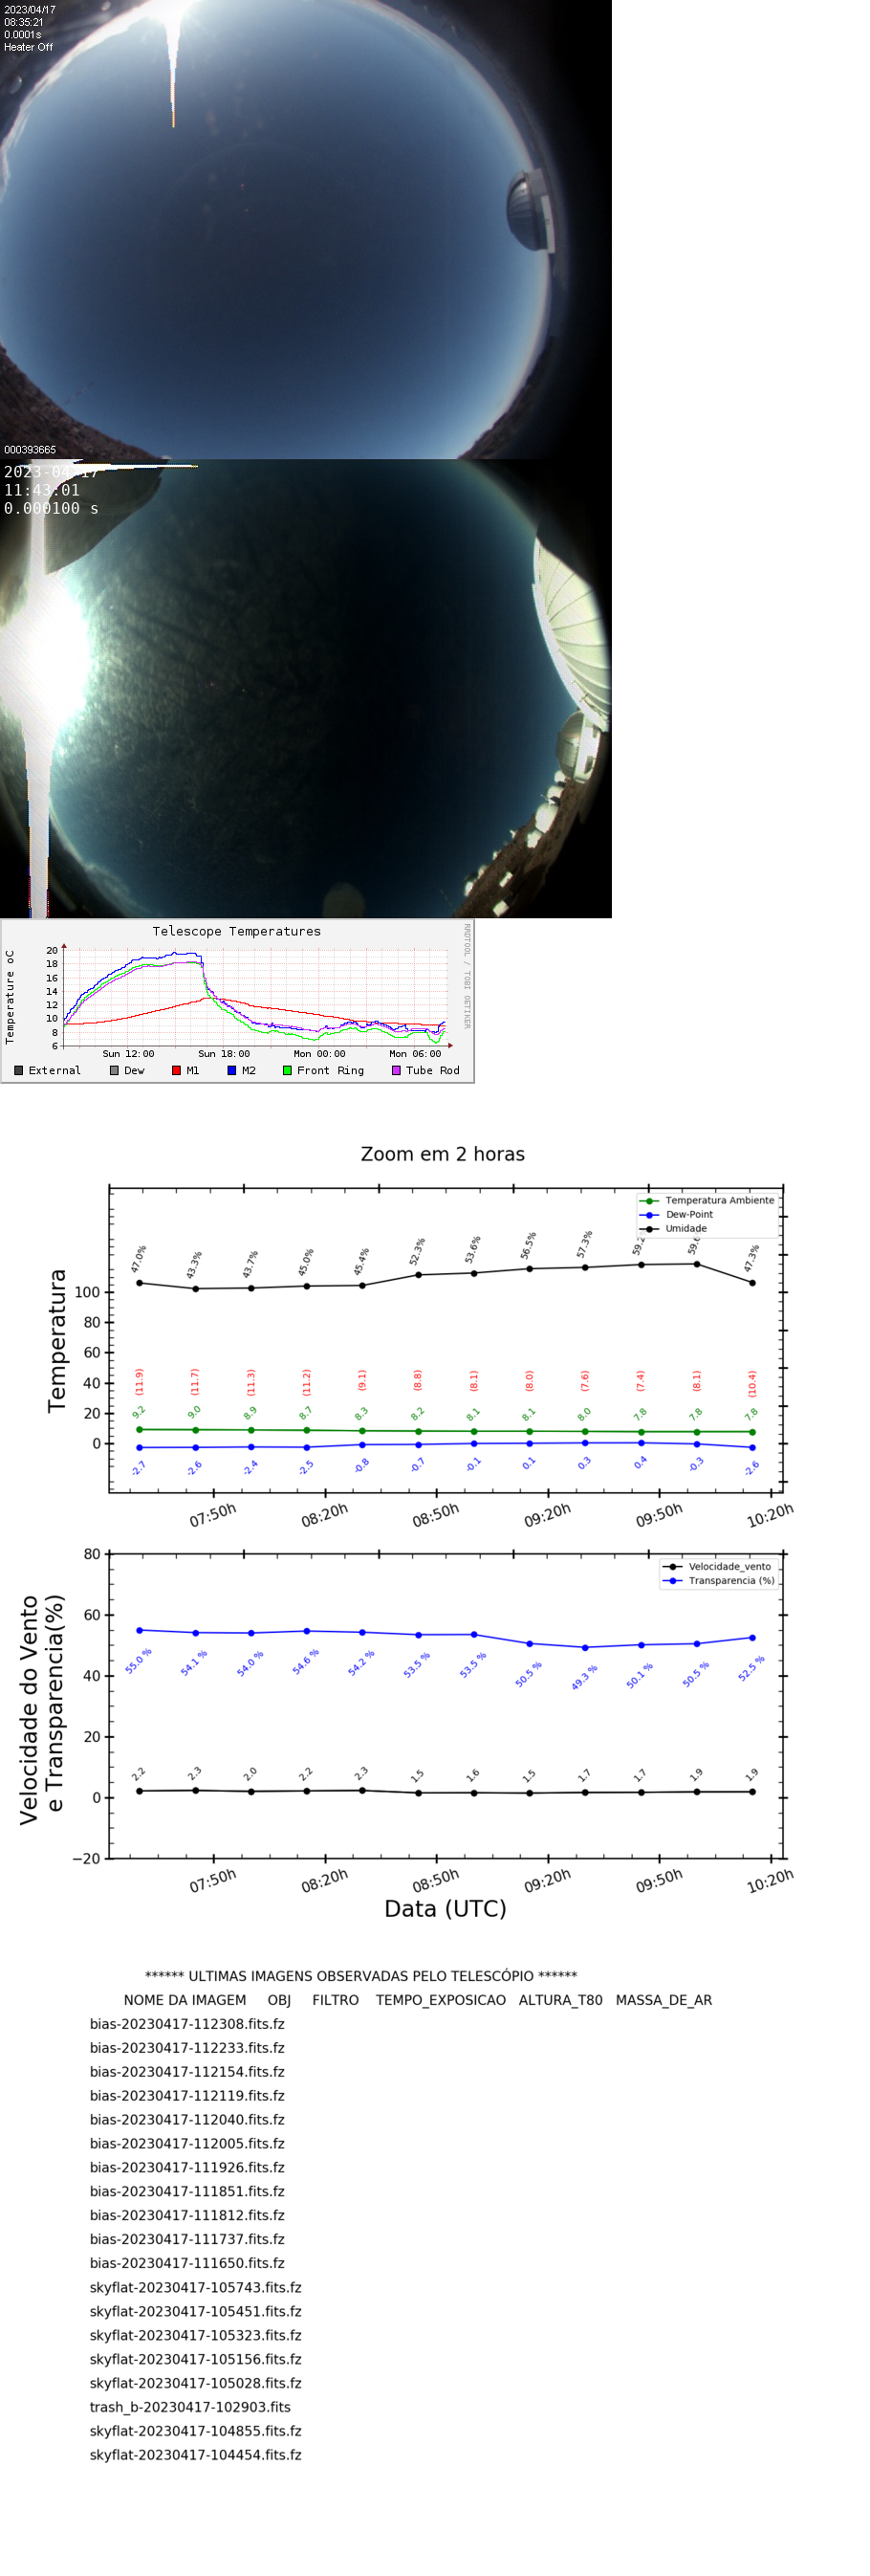 2023/04/17
08:35:21
0.0001s
Heater Off
000393665
2023-04-17
11:43:01
0.000100 s
Telescope Temperatures
RRDTOOL / TOBI OETIKER
Temperature oC
20
18
16
14
12
10
8
6
Sun 12:00 Sun 18:00 Mon 00:00 Mon 06:00
External Dew M1 M2 Front Ring Tube Rod
Zoom em 2 horas
Temperatura Ambiente
Dew-Point
Umidade
47.0% 43.3% 43.7% 45.0% 45.4% 52.3% 53.6% 56.5% 57.3% 59. 59. 47.3%
Temperatura
100
80
60
40
20
0
(11.9) (11.7) (11.3) (11.2) (9.1) (8.8) (8.1) (8.0) (7.6) (7.4) (8.1) (10.4)
9.2 9.0 8.9 8.7 8.3 8.2 8.1 8.1 8.0 7.8 7.8 7.8
-2.7 -2.6 -2.4 -2.5 -0.8 -0.7 -0.1 0.1 0.3 0.4 -0.3 -2.6
07:50h 08:20h 08:50h 09:20h 09:50h 10:20h
Velocidade_vento
Transparencia (%)
Velocidade do Vento
e Transparencia(%)
80
60
40
20
0
−20
55.0 % 54.1 % 54.0 % 54.6 % 54.2 % 53.5 % 53.5 % 50.5 % 49.3 % 50.1 % 50.5 % 52.5 %
2.2 2.3 2.0 2.2 2.3 1.5 1.6 1.5 1.7 1.7 1.9 1.9
07:50h 08:20h 08:50h 09:20h 09:50h 10:20h
Data (UTC)
****** ULTIMAS IMAGENS OBSERVADAS PELO TELESCÓPIO ******
NOME DA IMAGEM OBJ FILTRO TEMPO_EXPOSICAO ALTURA_T80 MASSA_DE_AR
bias-20230417-112308.fits.fz
bias-20230417-112233.fits.fz
bias-20230417-112154.fits.fz
bias-20230417-112119.fits.fz
bias-20230417-112040.fits.fz
bias-20230417-112005.fits.fz
bias-20230417-111926.fits.fz
bias-20230417-111851.fits.fz
bias-20230417-111812.fits.fz
bias-20230417-111737.fits.fz
bias-20230417-111650.fits.fz
skyflat-20230417-105743.fits.fz
skyflat-20230417-105451.fits.fz
skyflat-20230417-105323.fits.fz
skyflat-20230417-105156.fits.fz
skyflat-20230417-105028.fits.fz
trash_b-20230417-102903.fits
skyflat-20230417-104855.fits.fz
skyflat-20230417-104454.fits.fz